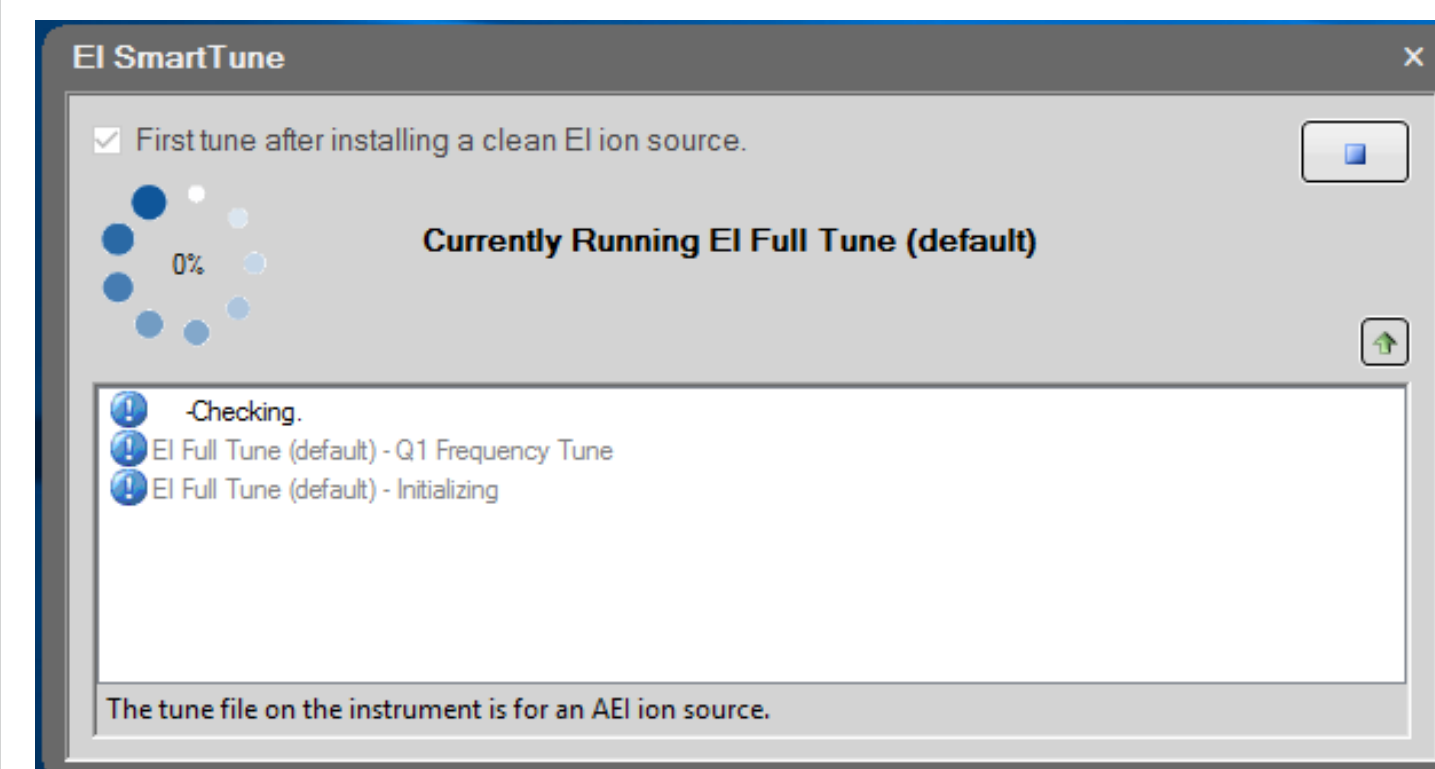 EI SmartTune
First tune after installing a clean EI ion source.
0%
Currently Running EI Full Tune (default)
-Checking.
EI Full Tune (default) - Q1 Frequency Tune
EI Full Tune (default) - Initializing
The tune file on the instrument is for an AEI ion source.